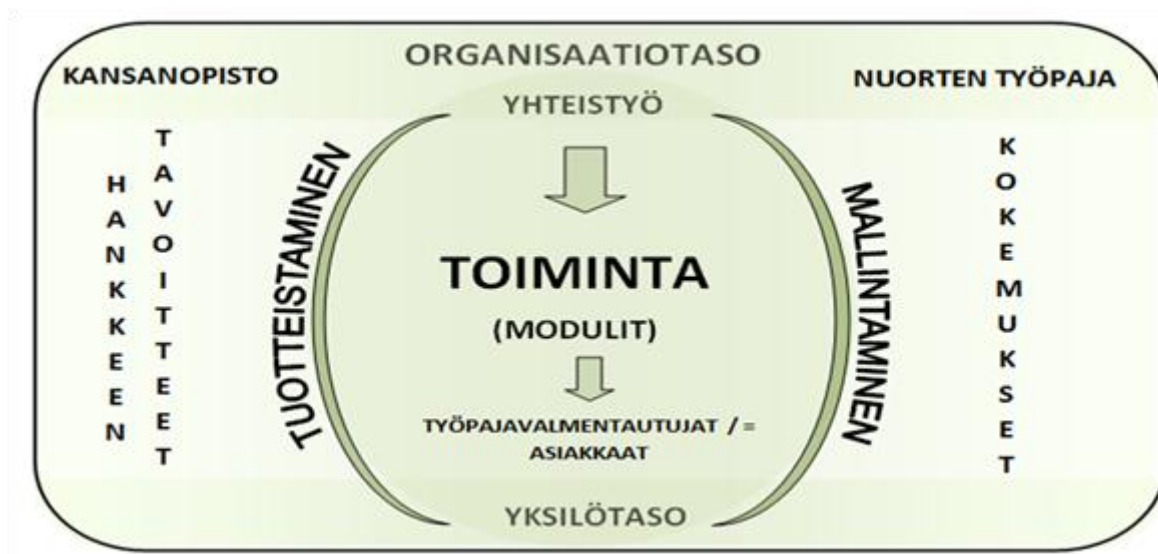 ORGANISAATIOTASO
KANSANOPISTO
NUORTEN TYÖPAJA
YHTEISTYÖ
HANKKEEN
TAVOITTEET
TUOTTEISTAMINEN
TOIMINTA
(MODULIT)
TYÖPAJAVALMENTAUTUJAT / =
ASIAKKAAT
MALLINTAMINEN
KOKEMUKSET
YKSILÖTASO